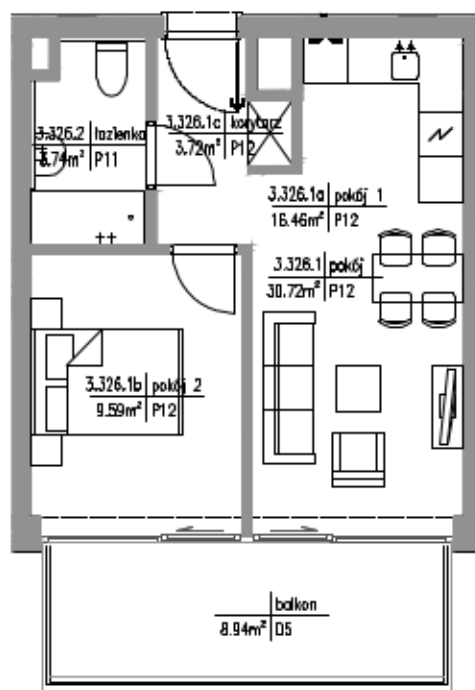 3.326.2 łazienka
3.74m² P11
3.326.1c korytarz
3.72m² P12
3.326.1a pokój 1
16.46m² P12
3.326.1 pokój
30.72m² P12
3.326.1b pokój 2
9.59m² P12
balkon
8.94m² D5